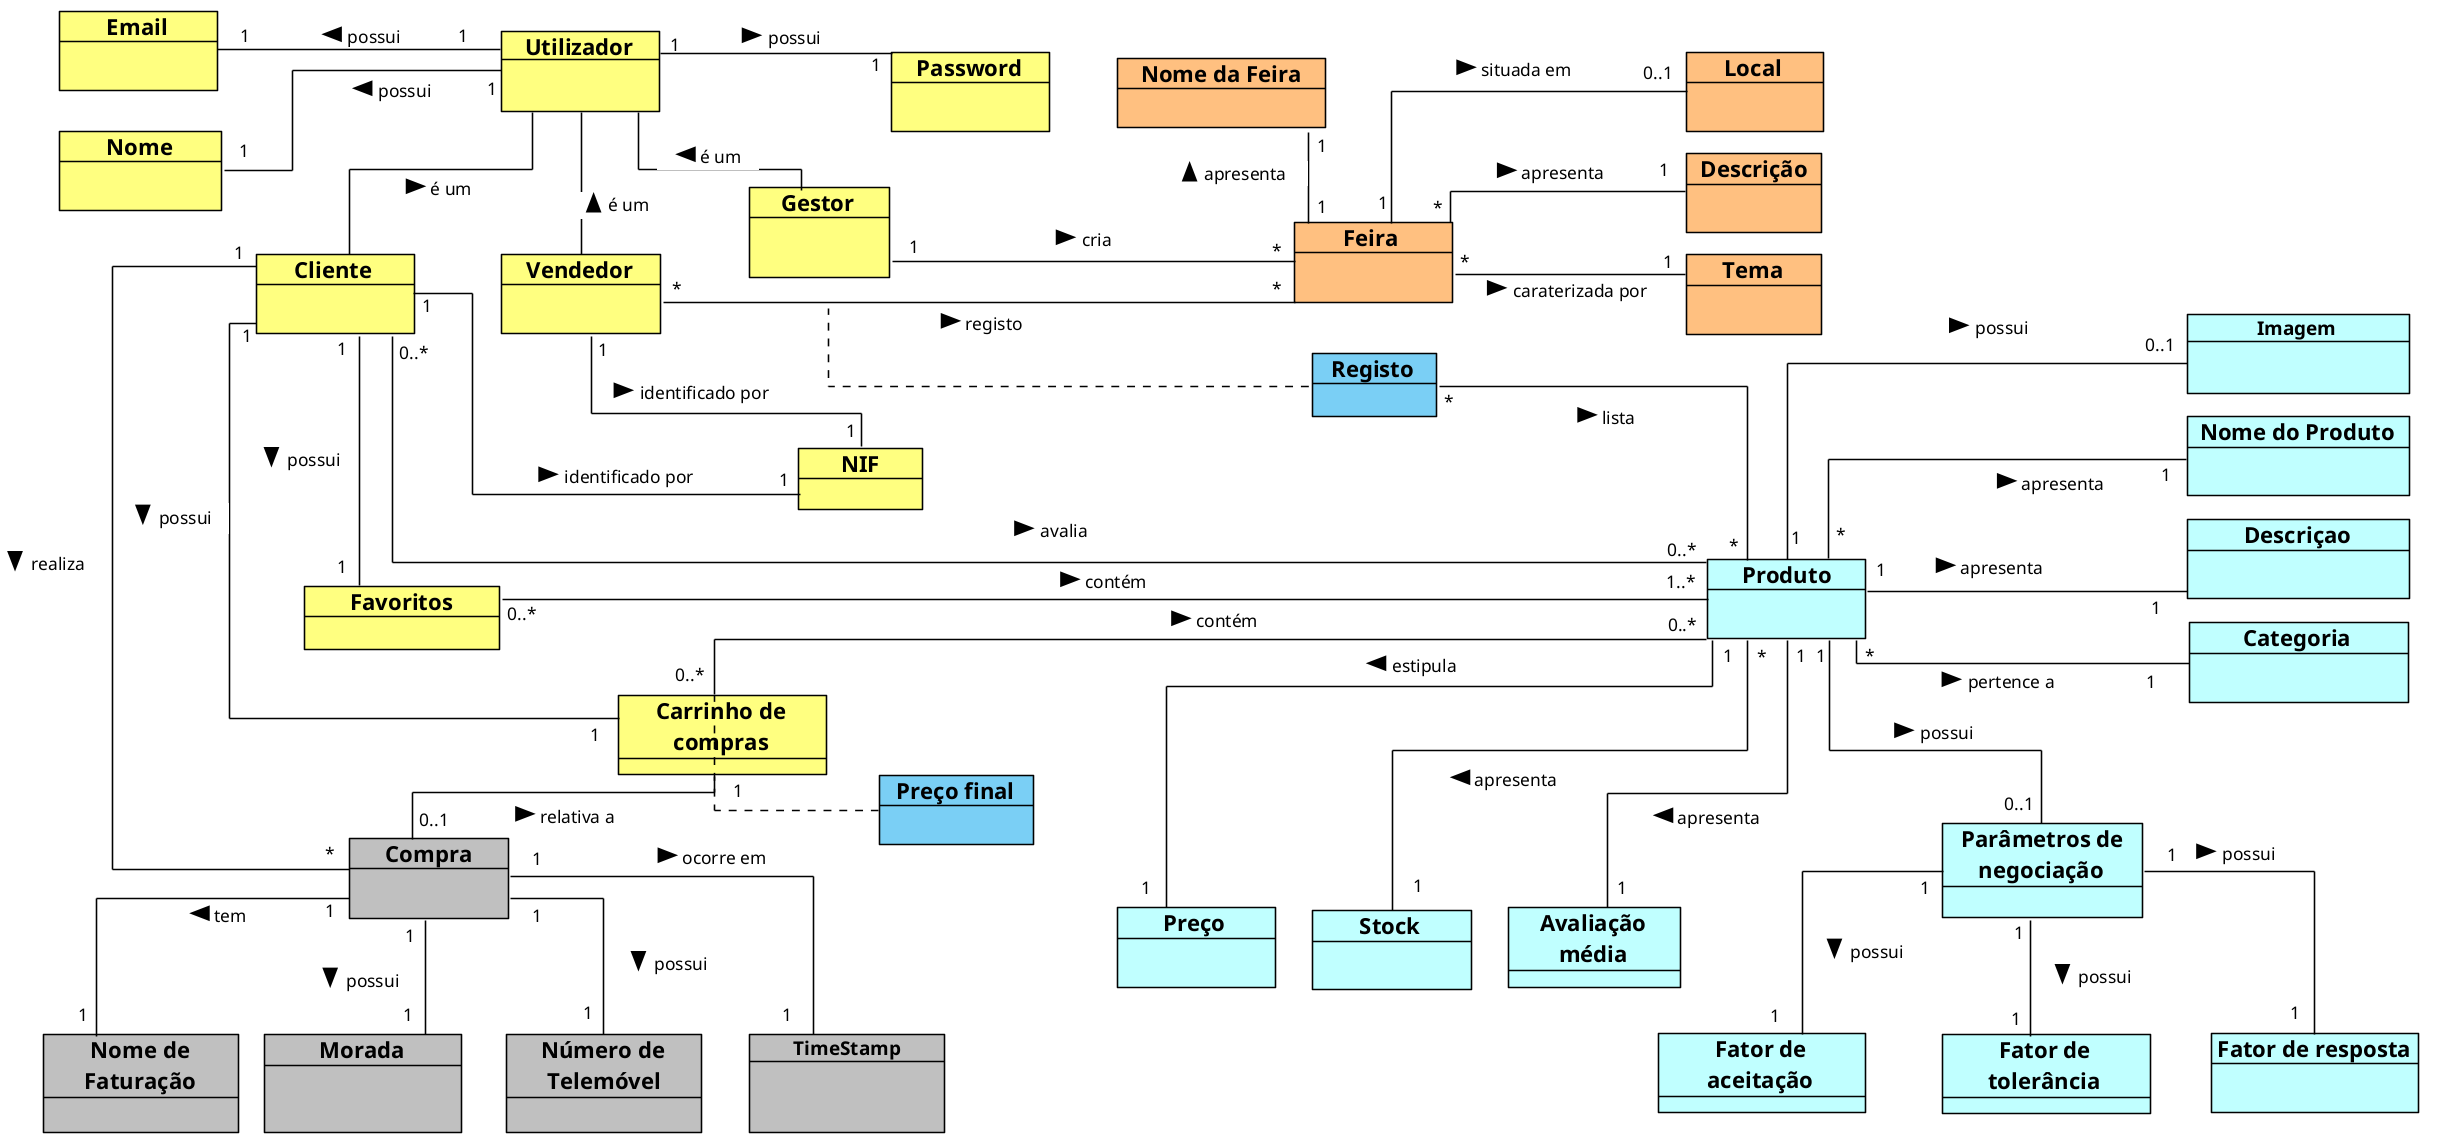 Email
1
possui
1
Utilizador
1
possui
1
Password
possui
1
Nome
1
Nome da Feira
situada em
0..1
Local
1
apresenta
1
1
apresenta
1
Descrição
*
é um
é um
é um
Gestor
1
cria
*
Feira
*
1
Tema
caraterizada por
1
Cliente
1
Vendedor
*
*
registo
1
1
0..*
1
identificado por
1
NIF
identificado por
1
Registo
*
lista
possui
0..1
Imagem
Nome do Produto
1
apresenta
possui
possui
realiza
avalia
0..*
*
1
*
Descriçao
1
apresenta
1
1
Favoritos
0..*
contém
1..*
Produto
contém
0..*
Categoria
*
pertence a
1
1
*
1
1
estipula
0..*
Carrinho de
compras
1
1
Preço final
relativa a
0..1
possui
apresenta
apresenta
0..1
*
Compra
1
ocorre em
Parâmetros de
negociação
1
possui
1
1
tem
1
1
possui
possui
1
1
1
1
Nome de
Faturação
Morada
Número de
Telemóvel
TimeStamp
1
1
1
Preço
Stock
Avaliação
média
1
possui
possui
1
1
1
Fator de
aceitação
Fator de
tolerância
Fator de resposta